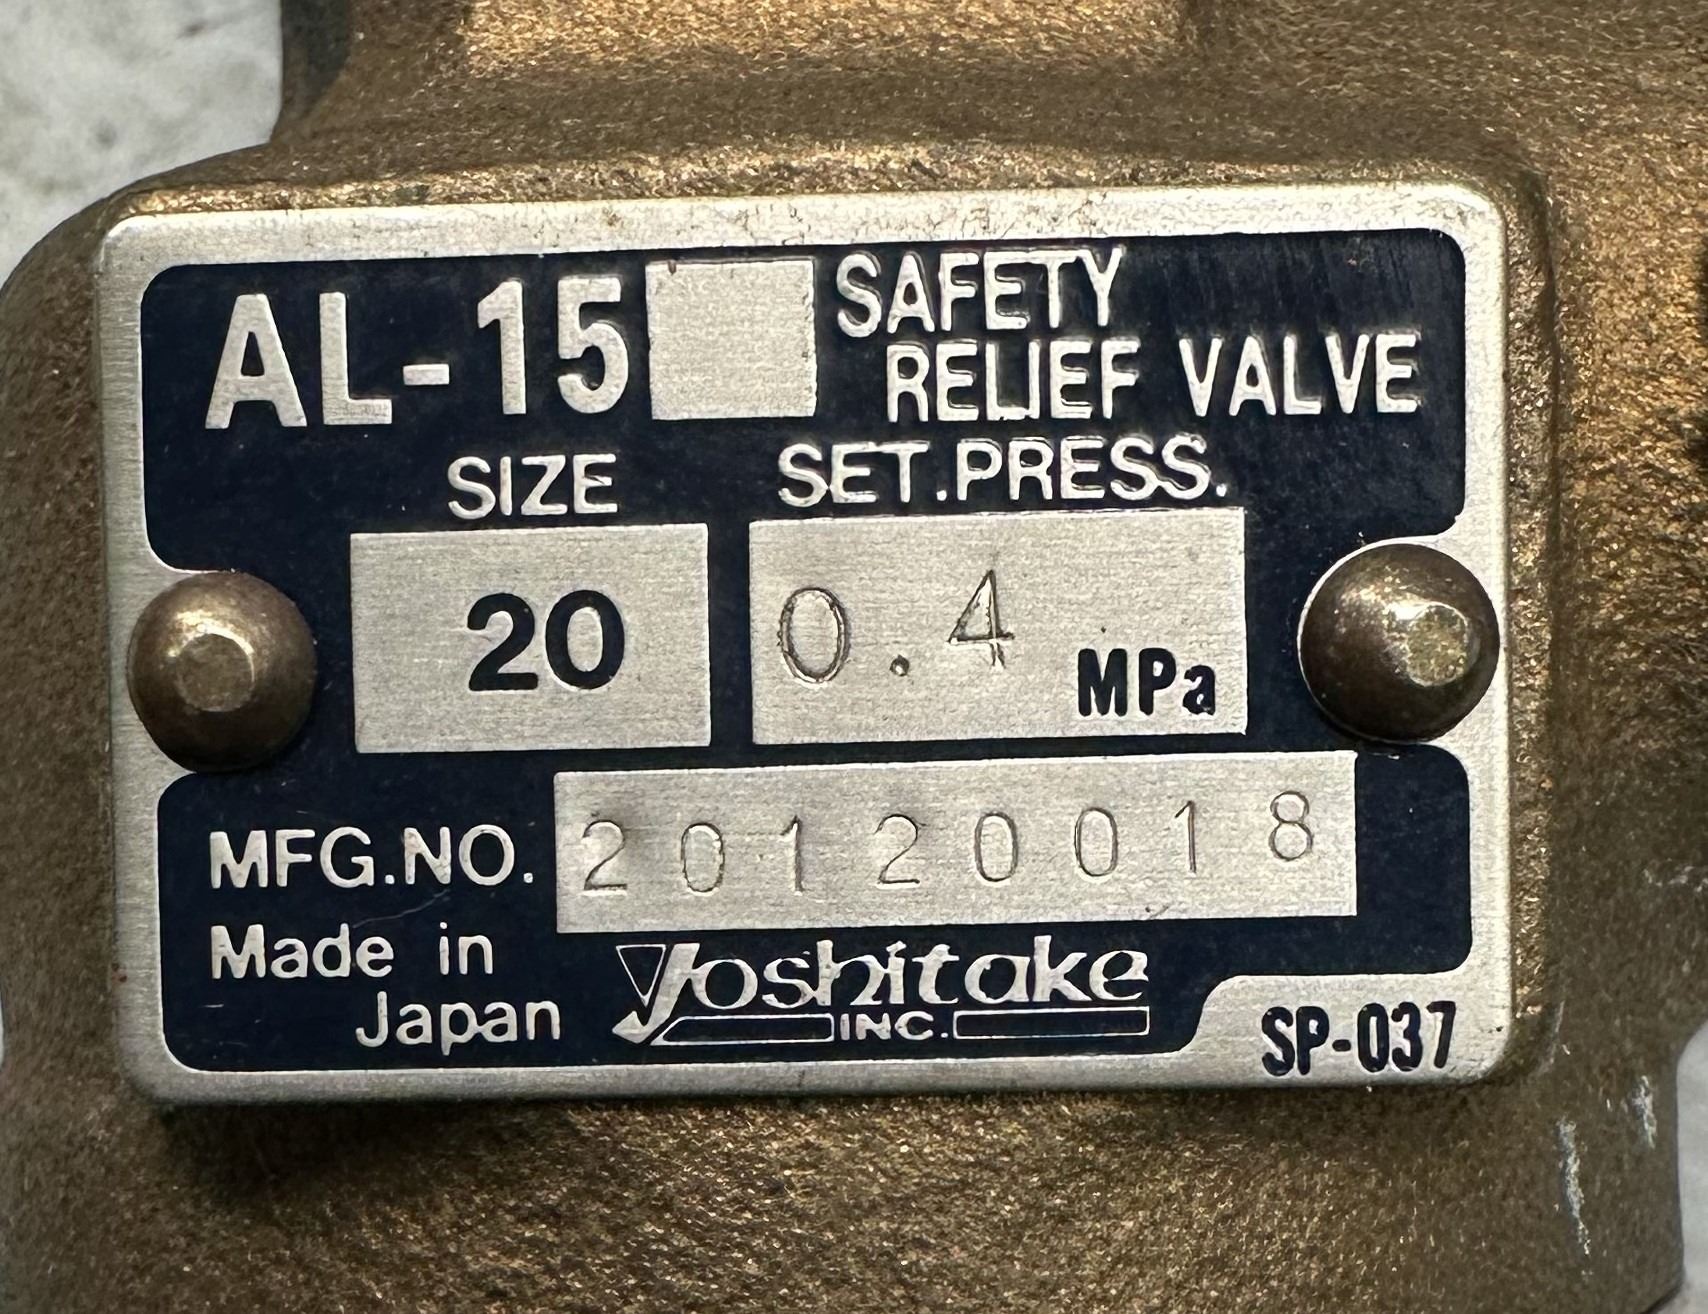 AL-15 SAFETY
RELIEF VALVE
SIZE SET.PRESS.
20 0.4 MPa
MFG.NO. 20120018
Made in
Japan
Yoshitake
INC.
SP-037